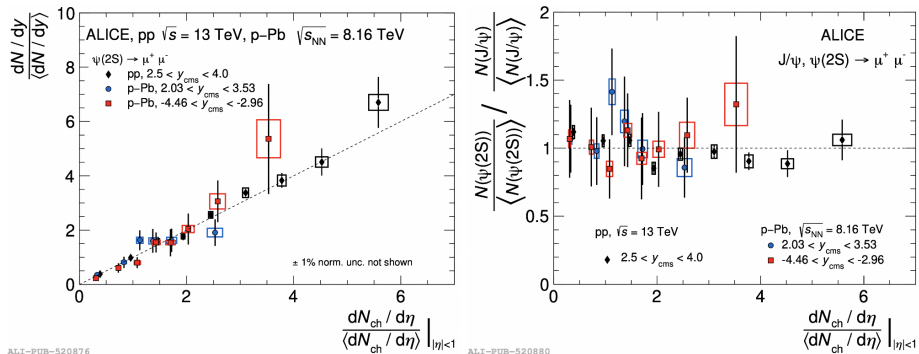 dN / dy
⟨dN / dy⟩
10
8
6
4
2
0
ALICE, pp √s = 13 TeV, p−Pb √sNN = 8.16 TeV
ψ(2S) → μ+ μ-
pp, 2.5 < ycms < 4.0
p−Pb, 2.03 < ycms < 3.53
p−Pb, -4.46 < ycms < -2.96
± 1% norm. unc. not shown
0 2 4 6
dNch / dη
⟨dNch / dη⟩ |η|<1
ALI-PUB-520876
N(ψ(2S)) / N(J/ψ)
⟨N(ψ(2S))⟩ ⟨N(J/ψ)⟩
2
1.5
1
0.5
0
ALICE
J/ψ, ψ(2S) → μ+ μ-
pp, √s = 13 TeV
2.5 < ycms < 4.0
p−Pb, √sNN = 8.16 TeV
2.03 < ycms < 3.53
-4.46 < ycms < -2.96
0 2 4 6
dNch / dη
⟨dNch / dη⟩ |η|<1
ALI-PUB-520880